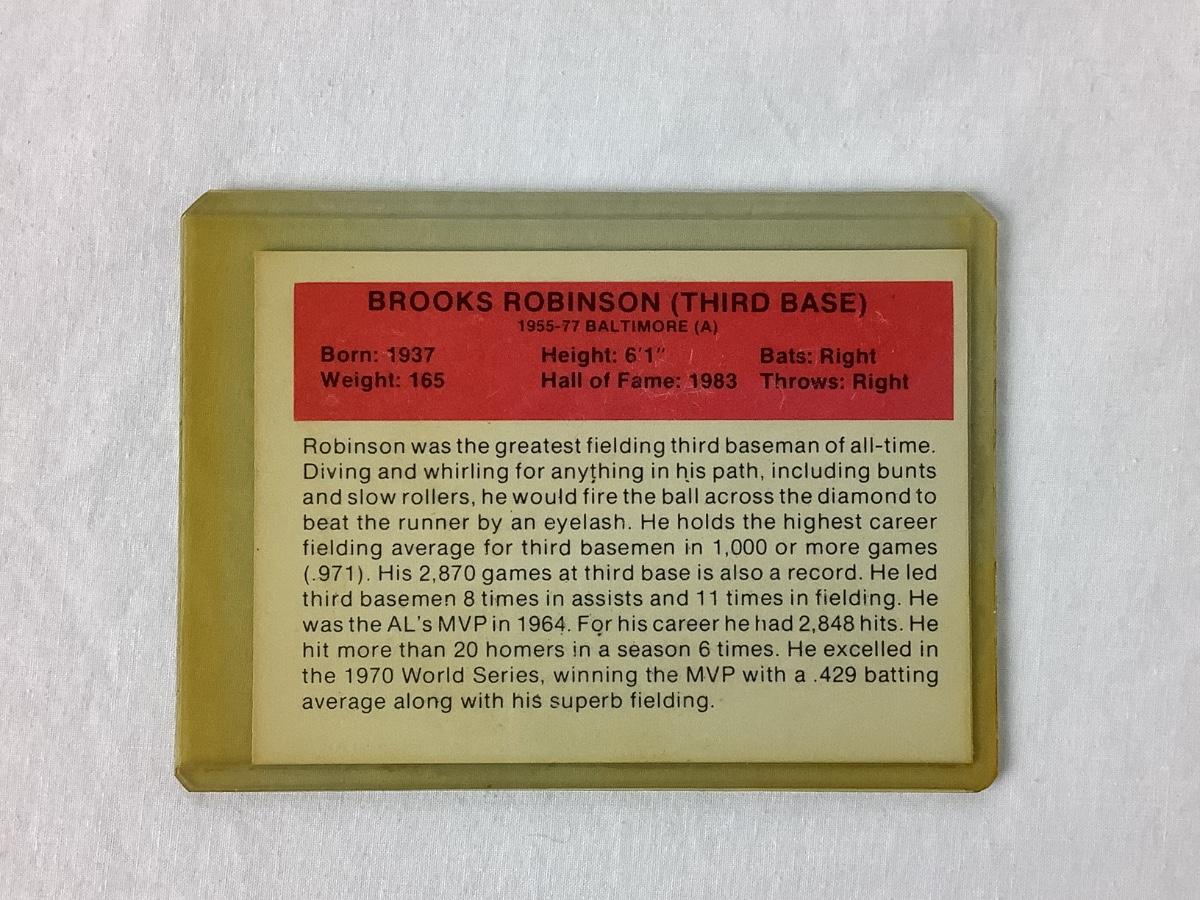 BROOKS ROBINSON (THIRD BASE)
1955-77 BALTIMORE (A)
Born: 1937 Height: 6'1" Bats: Right
Weight: 165 Hall of Fame: 1983 Throws: Right
Robinson was the greatest fielding third baseman of all-time.
Diving and whirling for anything in his path, including bunts
and slow rollers, he would fire the ball across the diamond to
beat the runner by an eyelash. He holds the highest career
fielding average for third basemen in 1,000 or more games
(.971). His 2,870 games at third base is also a record. He led
third basemen 8 times in assists and 11 times in fielding. He
was the AL's MVP in 1964. For his career he had 2,848 hits. He
hit more than 20 homers in a season 6 times. He excelled in
the 1970 World Series, winning the MVP with a .429 batting
average along with his superb fielding.